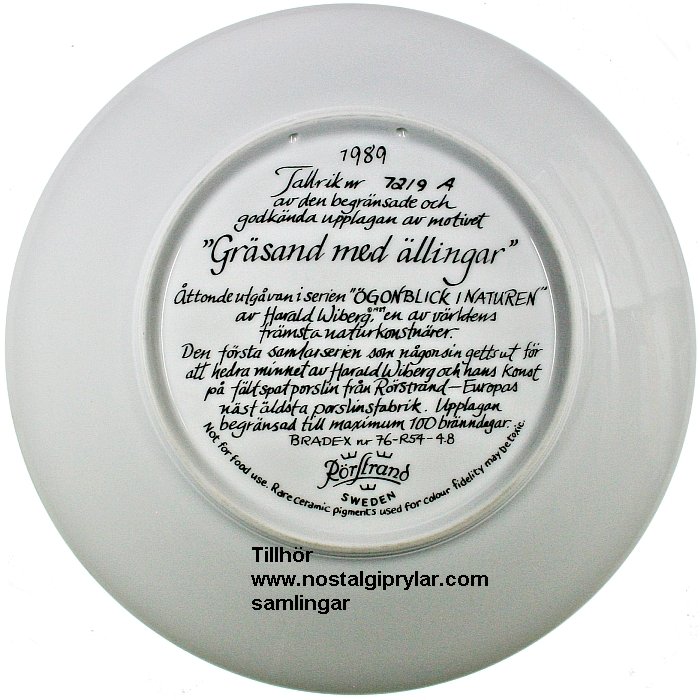 1989
Tallrik nr 7219 A
av den begränsade och
godkända upplagan av motivet
"Gräsand med ällingar"
Åttonde utgåvan i serien "ÖGONBLICK I NATUREN"
av Harald Wiberg, en av världens
främsta naturkonstnärer.
Den första samlarserien som någonsin getts ut för
att hedra minnet av Harald Wiberg och hans konst
på fältspatporslin från Rörstrand–Europas
näst äldsta porslinsfabrik. Upplagan
begränsad till maximum 100 bränndagar.
BRADEX nr 76-R54-4.8
Rörstrand
SWEDEN
Not for food use. Rare ceramic pigments used for colour fidelity may be toxic.
Tillhör
www.nostalgiprylar.com
samlingar